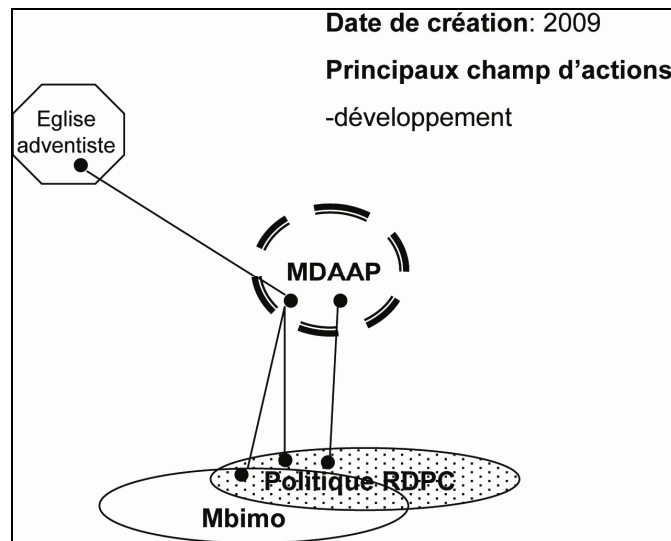 Date de création: 2009
Principaux champ d'actions
-développement
Eglise
adventiste
MDAAP
Politique RDPC
Mbimo